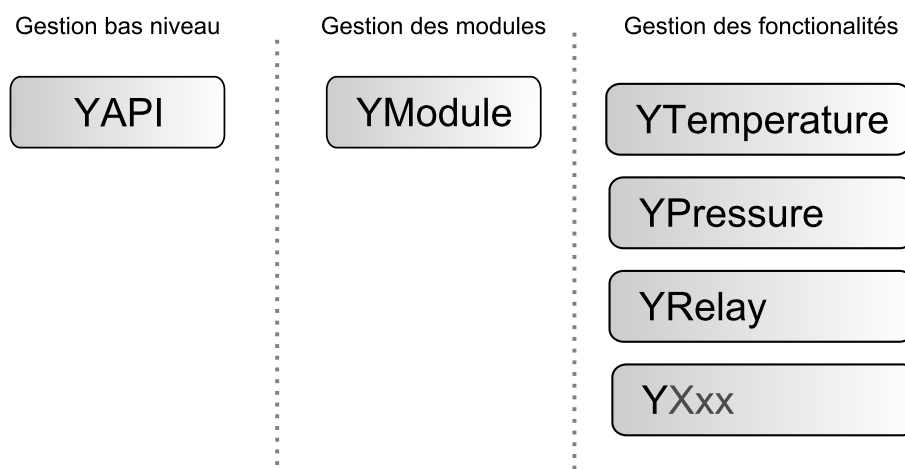 Gestion bas niveau
Gestion des modules
Gestion des fonctionalités
YAPI
YModule
YTemperature
YPressure
YRelay
YXxx